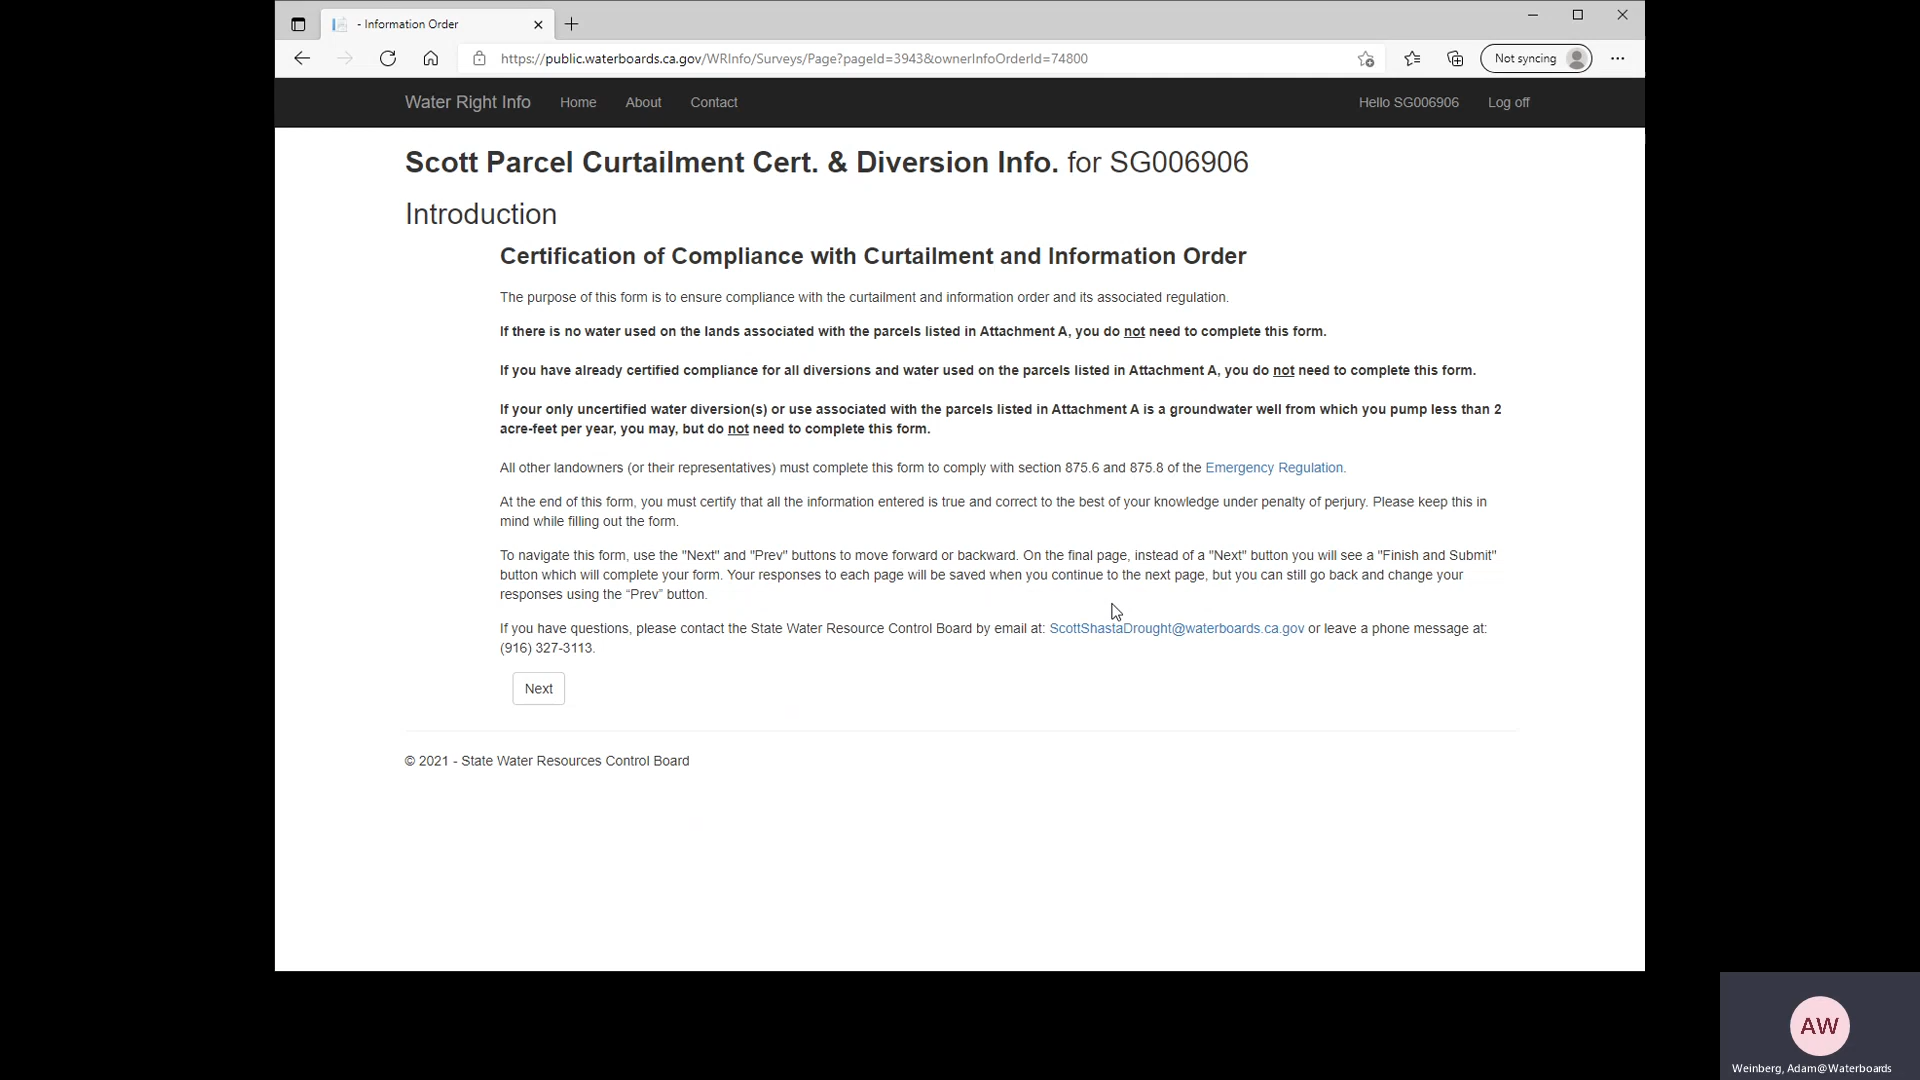 - Information Order
https://public.waterboards.ca.gov/WRInfo/Surveys/Page?pageId=3943&ownerInfoOrderId=74800
Not syncing
Water Right Info Home About Contact Hello SG006906 Log off
Scott Parcel Curtailment Cert. & Diversion Info. for SG006906
Introduction
Certification of Compliance with Curtailment and Information Order
The purpose of this form is to ensure compliance with the curtailment and information order and its associated regulation.
If there is no water used on the lands associated with the parcels listed in Attachment A, you do not need to complete this form.
If you have already certified compliance for all diversions and water used on the parcels listed in Attachment A, you do not need to complete this form.
If your only uncertified water diversion(s) or use associated with the parcels listed in Attachment A is a groundwater well from which you pump less than 2
acre-feet per year, you may, but do not need to complete this form.
All other landowners (or their representatives) must complete this form to comply with section 875.6 and 875.8 of the Emergency Regulation.
At the end of this form, you must certify that all the information entered is true and correct to the best of your knowledge under penalty of perjury. Please keep this in
mind while filling out the form.
To navigate this form, use the "Next" and "Prev" buttons to move forward or backward. On the final page, instead of a "Next" button you will see a "Finish and Submit"
button which will complete your form. Your responses to each page will be saved when you continue to the next page, but you can still go back and change your
responses using the “Prev” button.
If you have questions, please contact the State Water Resource Control Board by email at: ScottShastaDrought@waterboards.ca.gov or leave a phone message at:
(916) 327-3113.
Next
© 2021 - State Water Resources Control Board
AW
Weinberg, Adam@Waterboards